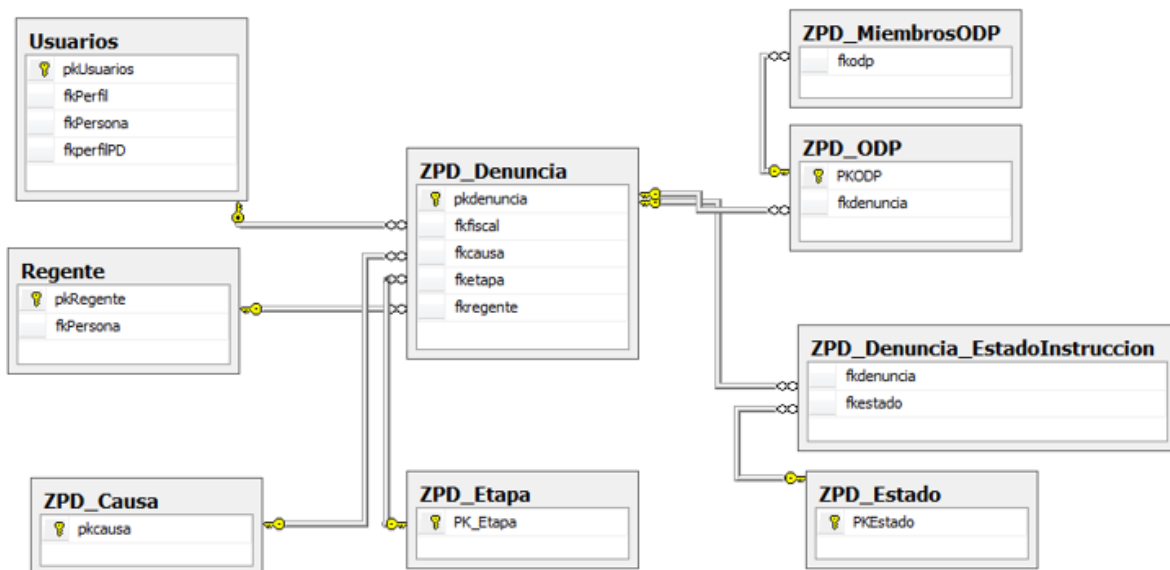 Usuarios
pkUsuarios
fkPerfil
fkPersona
fkperfilPD
Regente
pkRegente
fkPersona
ZPD_Causa
pkcausa
ZPD_Denuncia
pkdenuncia
fkfiscal
fkcausa
fketapa
fkregente
ZPD_Etapa
PK_Etapa
ZPD_MiembrosODP
fkodp
ZPD_ODP
PKODP
fkdenuncia
ZPD_Denuncia_EstadoInstruccion
fkdenuncia
fkestado
ZPD_Estado
PKEstado